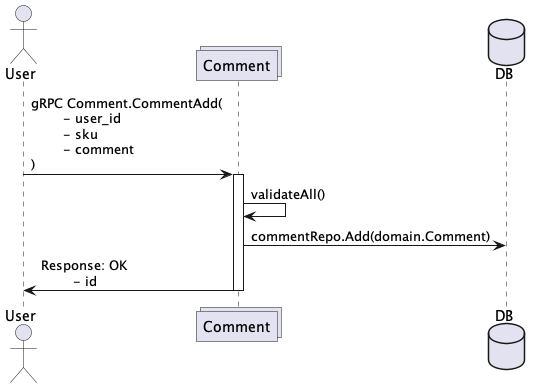 User
Comment
DB
gRPC Comment.CommentAdd(
- user_id
- sku
- comment
)
validateAll()
commentRepo.Add(domain.Comment)
Response: OK
- id
User
Comment
DB